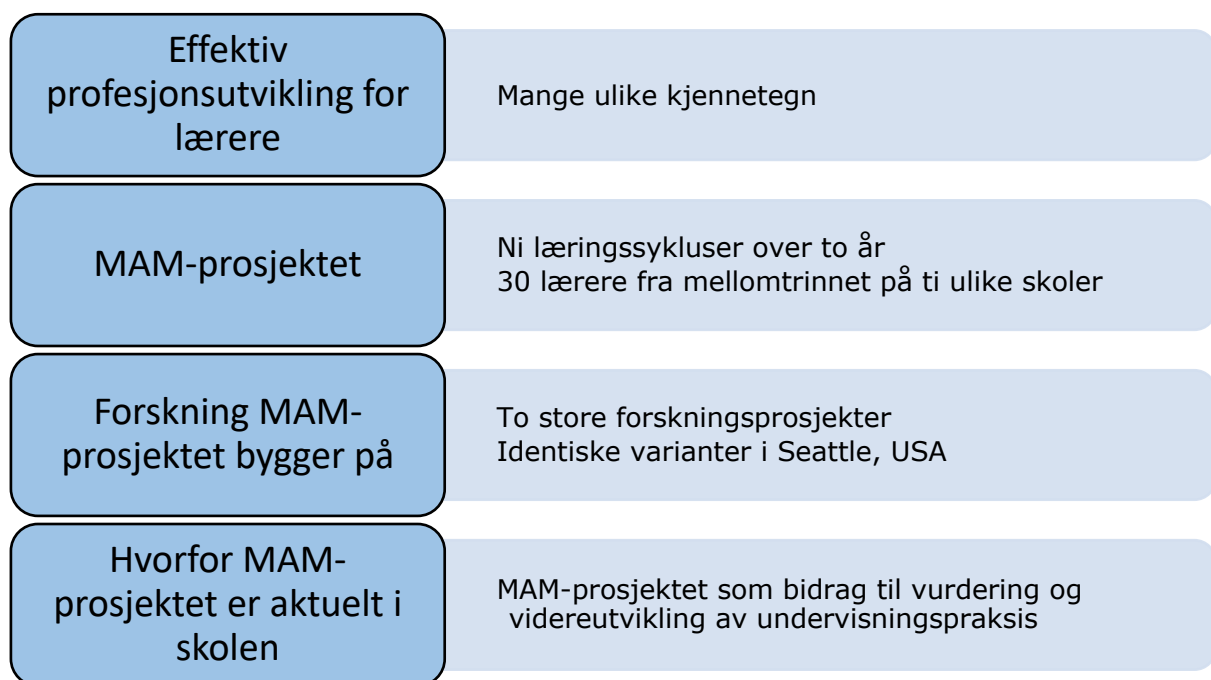 Effektiv
profesjonsutvikling for
lærere
Mange ulike kjennetegn
MAM-prosjektet
Ni læringssykluser over to år
30 lærere fra mellomtrinnet på ti ulike skoler
Forskning MAM-
prosjektet bygger på
To store forskningsprosjekter
Identiske varianter i Seattle, USA
Hvorfor MAM-
prosjektet er aktuelt i
skolen
MAM-prosjektet som bidrag til vurdering og
videreutvikling av undervisningspraksis